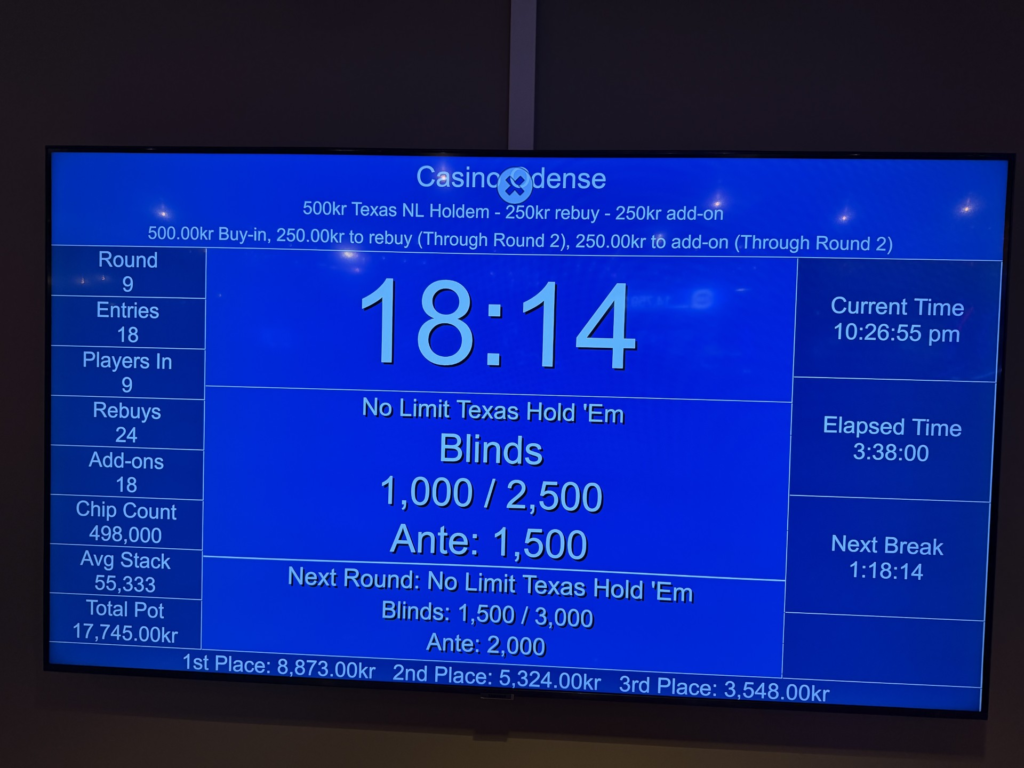 Casino Odense
500kr Texas NL Holdem - 250kr rebuy - 250kr add-on
500.00kr Buy-in, 250.00kr to rebuy (Through Round 2), 250.00kr to add-on (Through Round 2)
Round
9
Entries
18
Players In
9
Rebuys
24
Add-ons
18
Chip Count
498,000
Avg Stack
55,333
Total Pot
17,745.00kr
18:14
No Limit Texas Hold 'Em
Blinds
1,000 / 2,500
Ante: 1,500
Next Round: No Limit Texas Hold 'Em
Blinds: 1,500 / 3,000
Ante: 2,000
Current Time
10:26:55 pm
Elapsed Time
3:38:00
Next Break
1:18:14
1st Place: 8,873.00kr 2nd Place: 5,324.00kr 3rd Place: 3,548.00kr